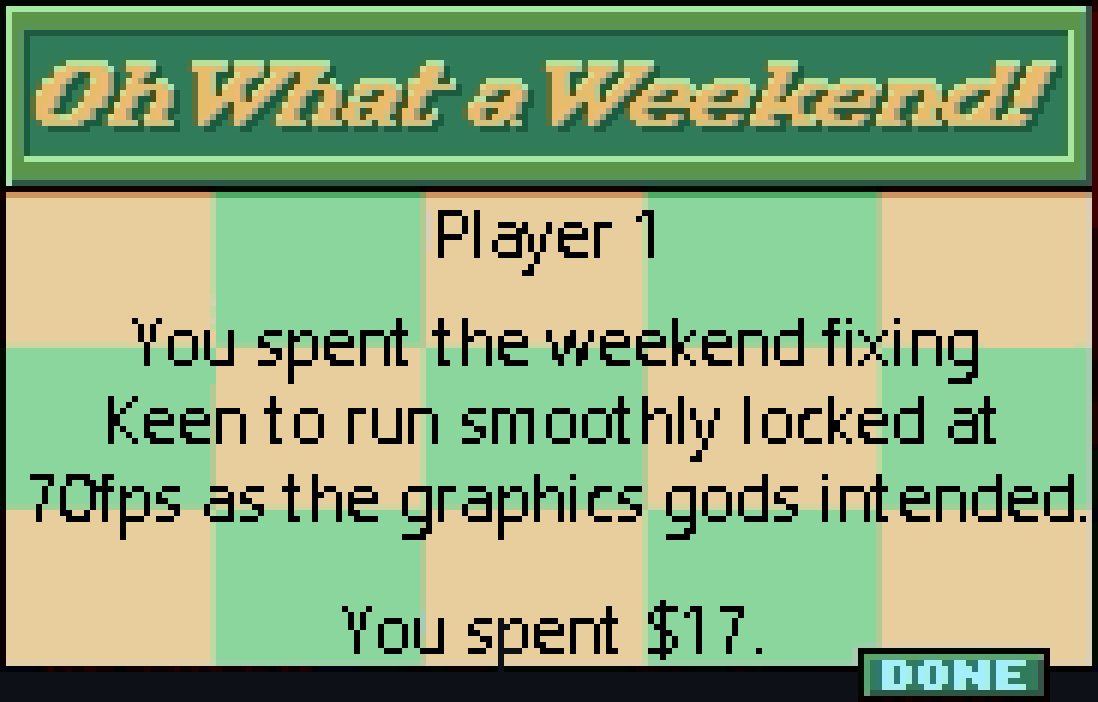 Oh What a Weekend!
Player 1
You spent the weekend fixing
Keen to run smoothly locked at
70fps as the graphics gods intended.
You spent $17.
DONE